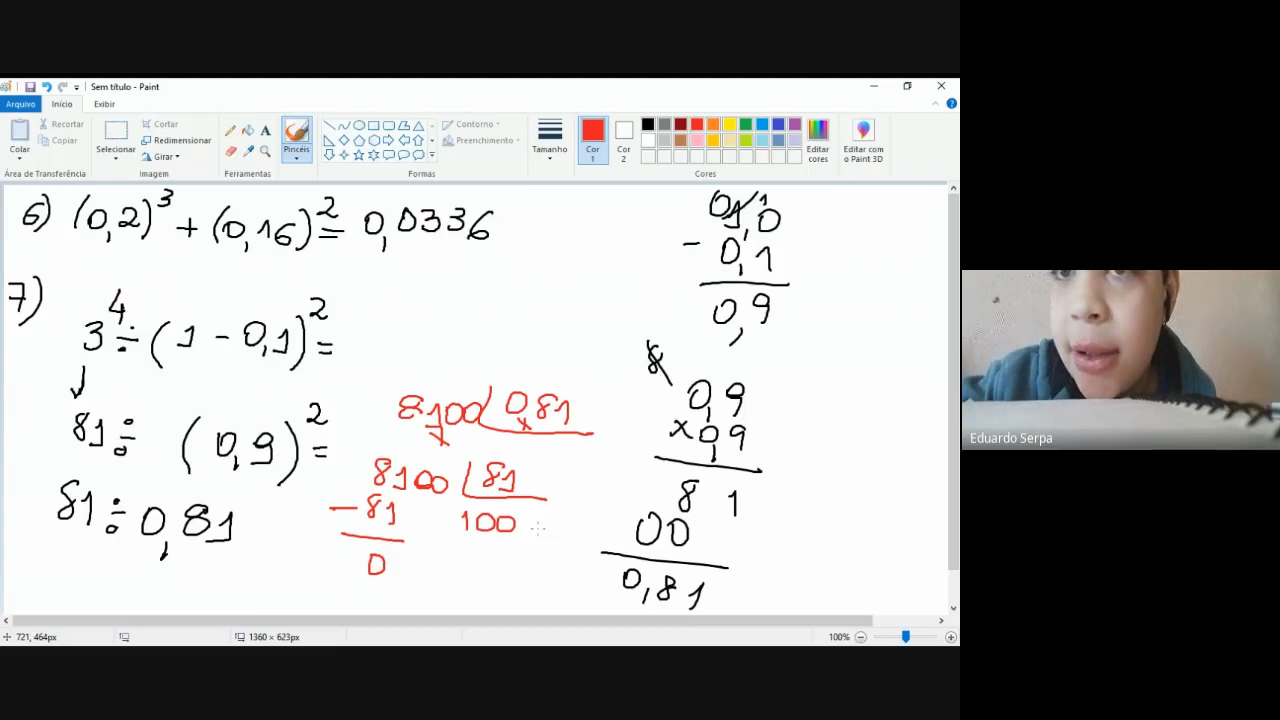 Sem título - Paint
Arquivo Início Exibir
Colar
Recortar
Copiar
Área de Transferência
Selecionar
Cortar
Redimensionar
Girar
Imagem
Pincéis
Ferramentas
Contorno
Preenchimento
Formas
Tamanho
Cor 1
Cor 2
Editar cores
Editar com o Paint 3D
Cores
6) (0,2)³ + (0,16)² = 0,0336
7)
3⁴ ÷ (1 - 0,1)² =
81 ÷ (0,9)² =
81 ÷ 0,81
8100 0,81
8100 81
- 81 100
0
01,10
- 0,1
0,9
8
0,9
× 0,9
81
00
0,81
Eduardo Serpa
721, 464px
1360 × 623px
100%